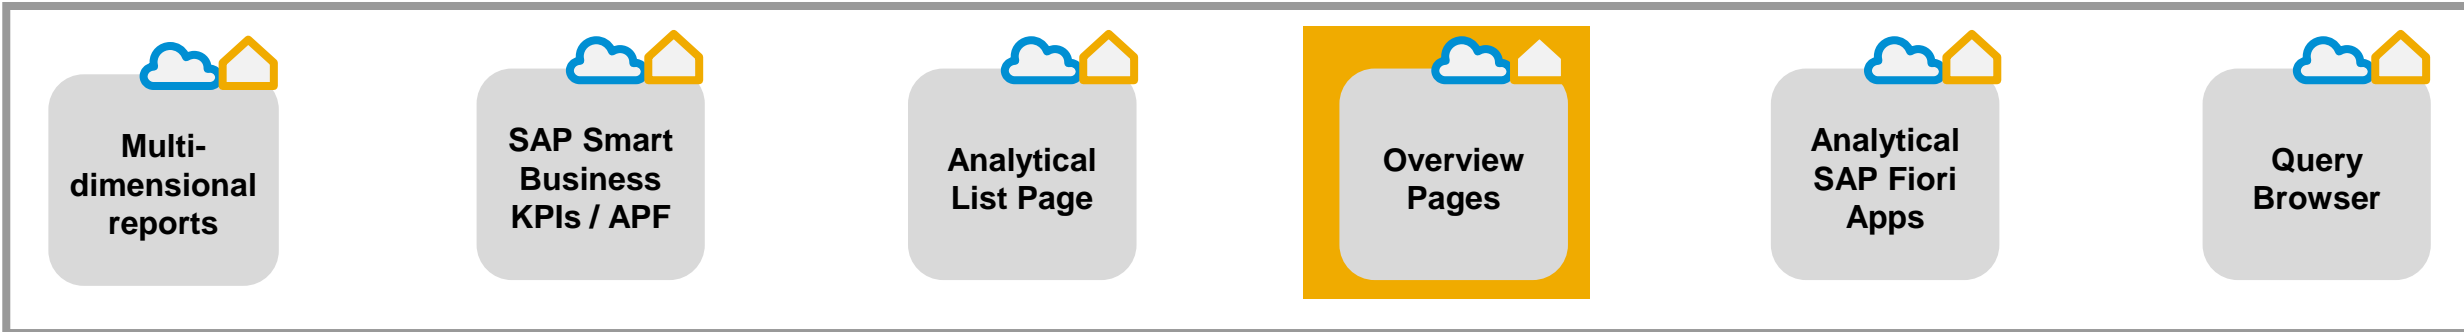 Multi-
dimensional
reports
SAP Smart
Business
KPIs / APF
Analytical
List Page
Overview
Pages
Analytical
SAP Fiori
Apps
Query
Browser